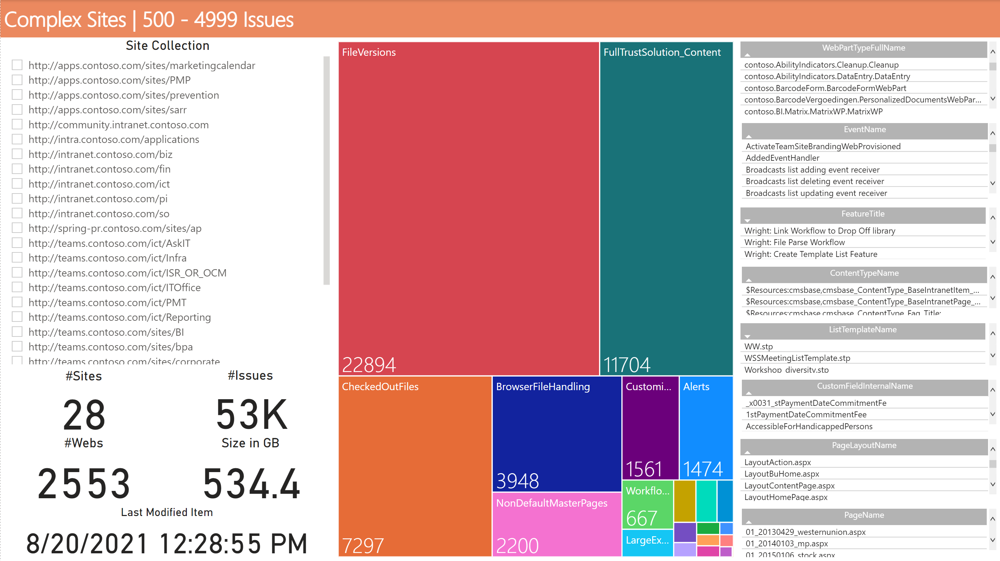 Complex Sites | 500 - 4999 Issues
Site Collection
http://apps.contoso.com/sites/marketingcalendar
http://apps.contoso.com/sites/PMP
http://apps.contoso.com/sites/prevention
http://apps.contoso.com/sites/sarr
http://community.intranet.contoso.com
http://intra.contoso.com/applications
http://intranet.contoso.com/biz
http://intranet.contoso.com/fin
http://intranet.contoso.com/ict
http://intranet.contoso.com/pi
http://intranet.contoso.com/so
http://spring-pr.contoso.com/sites/ap
http://teams.contoso.com/ict/AskIT
http://teams.contoso.com/ict/Infra
http://teams.contoso.com/ict/ISR_OR_OCM
http://teams.contoso.com/ict/ITOffice
http://teams.contoso.com/ict/PMT
http://teams.contoso.com/ict/Reporting
http://teams.contoso.com/sites/BI
http://teams.contoso.com/sites/bpa
http://teams.contoso.com/sites/corporate
#Sites
28
#Issues
53K
#Webs
2553
Size in GB
534.4
Last Modified Item
8/20/2021 12:28:55 PM
FileVersions
22894
FullTrustSolution_Content
11704
CheckedOutFiles
7297
BrowserFileHandling
3948
NonDefaultMasterPages
2200
Customi...
1561
Alerts
1474
Workflo...
667
LargeEx...
WebPartTypeFullName
contoso.AbilityIndicators.Cleanup.Cleanup
contoso.AbilityIndicators.DataEntry.DataEntry
contoso.BarcodeForm.BarcodeFormWebPart
contoso.BarcodeVergoedingen.PersonalizedDocumentsWebPar...
contoso.BI.Matrix.MatrixWP.MatrixWP
EventName
ActivateTeamSiteBrandingWebProvisioned
AddedEventHandler
Broadcasts list adding event receiver
Broadcasts list deleting event receiver
Broadcasts list updating event receiver
FeatureTitle
Wright: Link Workflow to Drop Off library
Wright: File Parse Workflow
Wright: Create Template List Feature
ContentTypeName
$Resources:cmsbase,cmsbase_ContentType_BaseIntranetItem_...
$Resources:cmsbase,cmsbase_ContentType_BaseIntranetPage_...
$Resources:cmsbase,cmsbase_ContentType_Faq_Title;
ListTemplateName
WW.stp
WSSMeetingListTemplate.stp
Workshop_diversity.stp
CustomFieldInternalName
_x0031_stPaymentDateCommitmentFe
1stPaymentDateCommitmentFee
AccessibleForHandicappedPersons
PageLayoutName
LayoutAction.aspx
LayoutBuHome.aspx
LayoutContentPage.aspx
LayoutHomePage.aspx
PageName
01_20130429_westernunion.aspx
01_20140103_mp.aspx
01_20150106_stock.aspx